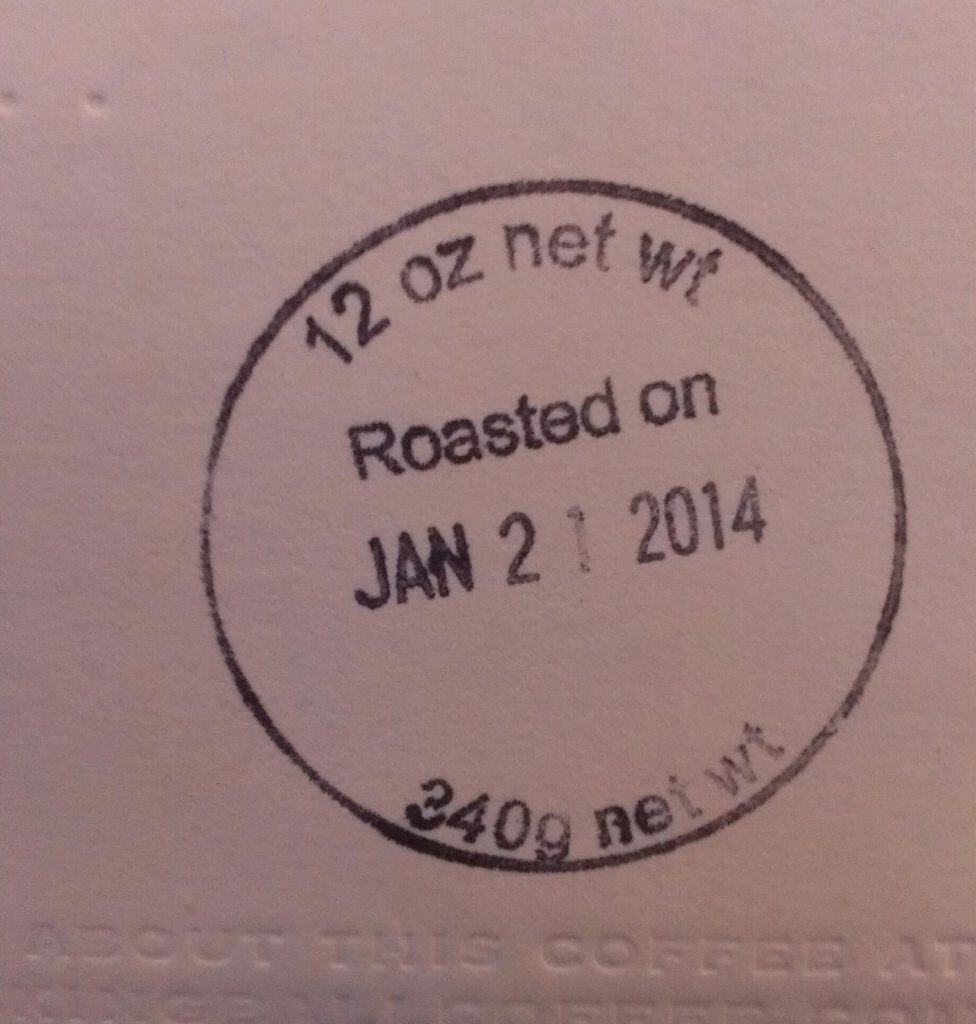 12 oz net wt
Roasted on
JAN 21 2014
340g net wt
ABOUT THIS COFFEE AT